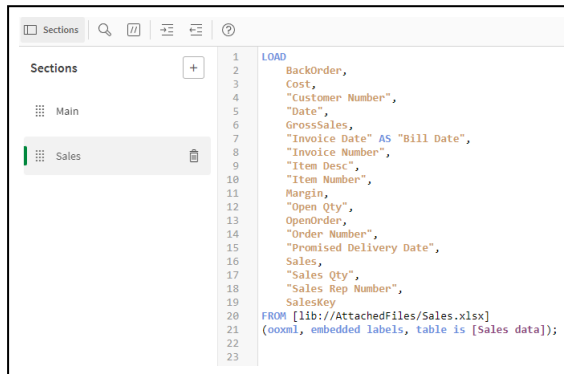 Sections
Sections +
Main
Sales
1 LOAD
2 BackOrder,
3 Cost,
4 "Customer Number",
5 "Date",
6 GrossSales,
7 "Invoice Date" AS "Bill Date",
8 "Invoice Number",
9 "Item Desc",
10 "Item Number",
11 Margin,
12 "Open Qty",
13 OpenOrder,
14 "Order Number",
15 "Promised Delivery Date",
16 Sales,
17 "Sales Qty",
18 "Sales Rep Number",
19 SalesKey
20 FROM [lib://AttachedFiles/Sales.xlsx]
21 (ooxml, embedded labels, table is [Sales data]);
22
23